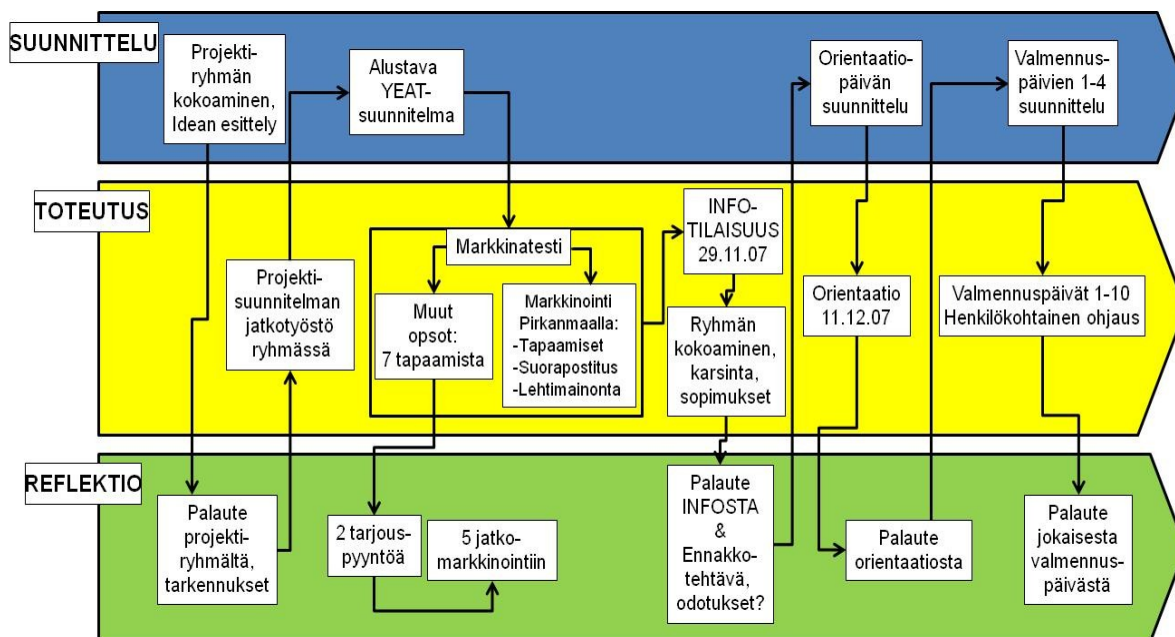 SUUNNITTELU
Projekti-
ryhmän
kokoaminen,
Idean esittely
Alustava
YEAT-
suunnitelma
Orientaatio-
päivän
suunnittelu
Valmennus-
päivien 1-4
suunnittelu
TOTEUTUS
Projekti-
suunnitelman
jatkotyöstö
ryhmässä
Markkinatesti
Muut
opsot:
7 tapaamista
Markkinointi
Pirkanmaalla:
-Tapaamiset
-Suorapostitus
-Lehtimainonta
INFO-
TILAISUUS
29.11.07
Ryhmän
kokoaminen,
karsinta,
sopimukset
Orientaatio
11.12.07
Valmennuspäivät 1-10
Henkilökohtainen ohjaus
REFLEKTIO
Palaute
projekti-
ryhmältä,
tarkennukset
2 tarjous-
pyyntöä
5 jatko-
markkinointiin
Palaute
INFOSTA
&
Ennakko-
tehtävä,
odotukset?
Palaute
orientaatiosta
Palaute
jokaisesta
valmennus-
päivästä